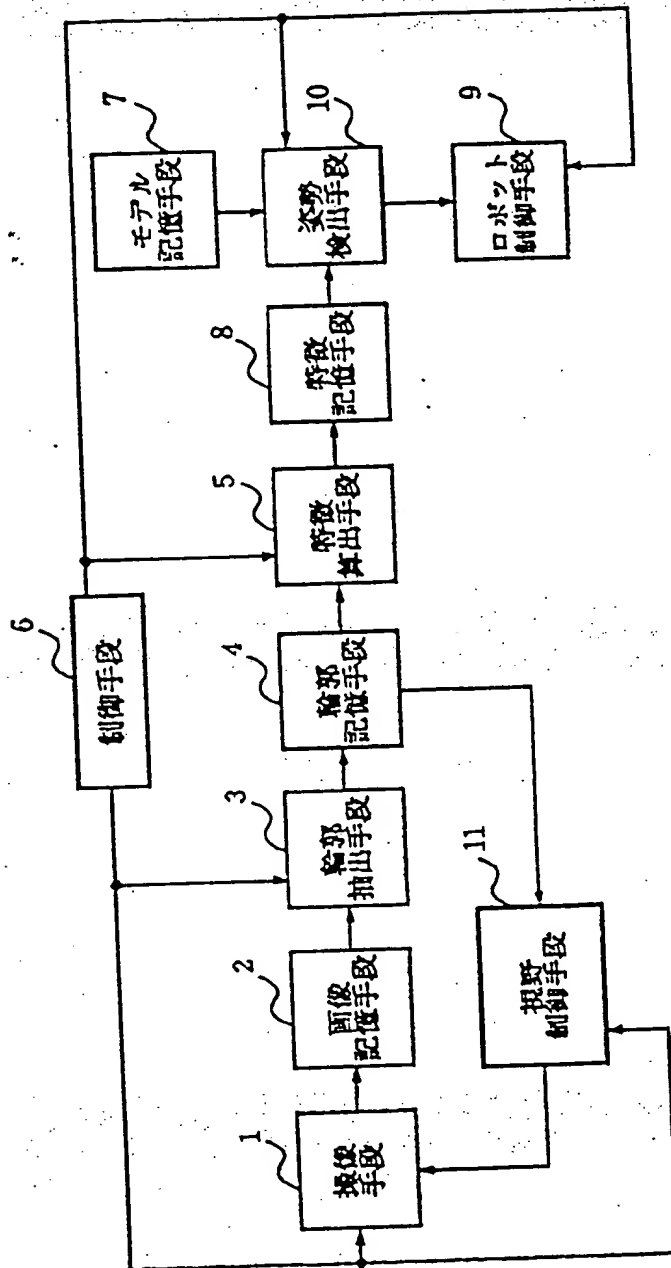 6
制御手段
7
モデル
記憶手段
10
姿勢
検出手段
9
ロボット
制御手段
8
特徴
記憶手段
5
特徴
算出手段
4
輪郭
記憶手段
3
輪郭
抽出手段
2
画像
記憶手段
1
撮像
手段
11
視野
制御手段